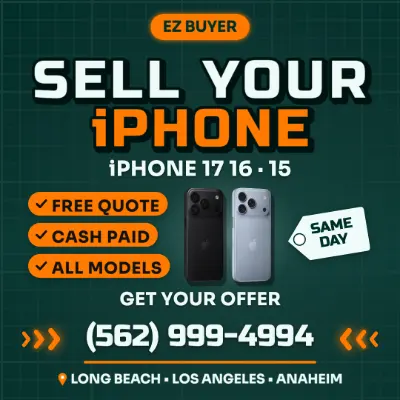 EZ BUYER
SELL YOUR
iPHONE
iPHONE 17 16 · 15
FREE QUOTE
CASH PAID
ALL MODELS
SAME
DAY
GET YOUR OFFER
(562) 999-4994
LONG BEACH • LOS ANGELES • ANAHEIM